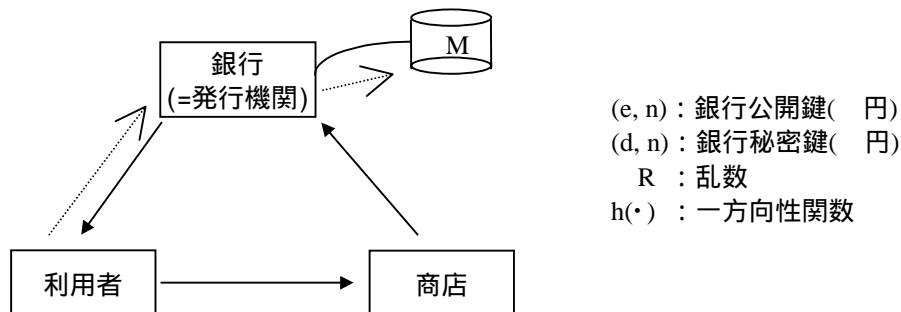 M
銀行
(=発行機関)
(e, n)：銀行公開鍵(　円)
(d, n)：銀行秘密鍵(　円)
R ：乱数
h(・) ：一方向性関数
利用者
商店